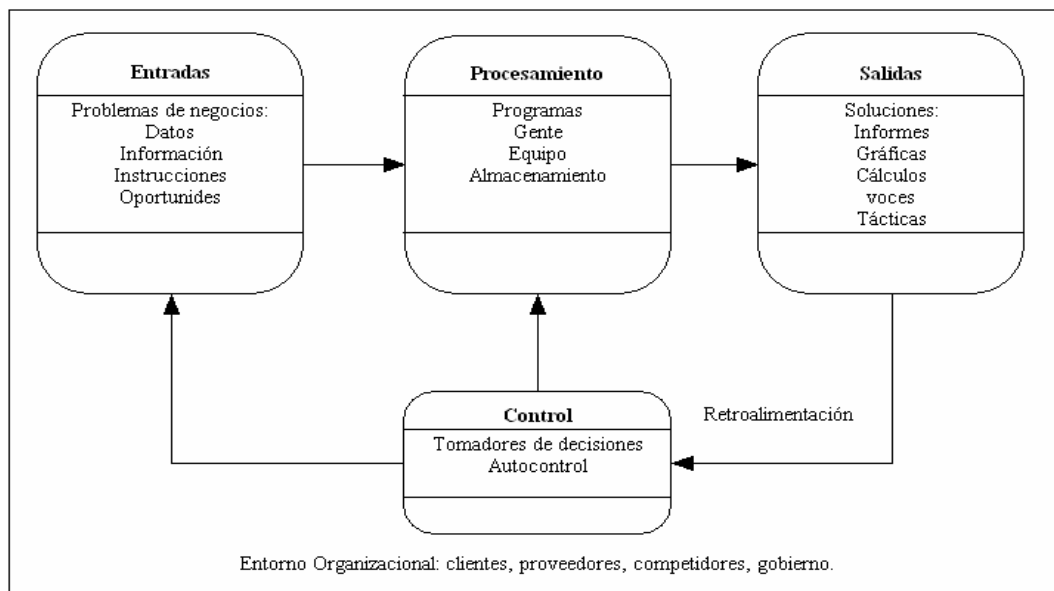 Entradas
Problemas de negocios:
Datos
Información
Instrucciones
Oportunides
Procesamiento
Programas
Gente
Equipo
Almacenamiento
Salidas
Soluciones:
Informes
Gráficas
Cálculos
voces
Tácticas
Control
Tomadores de decisiones
Autocontrol
Retroalimentación
Entorno Organizacional: clientes, proveedores, competidores, gobierno.